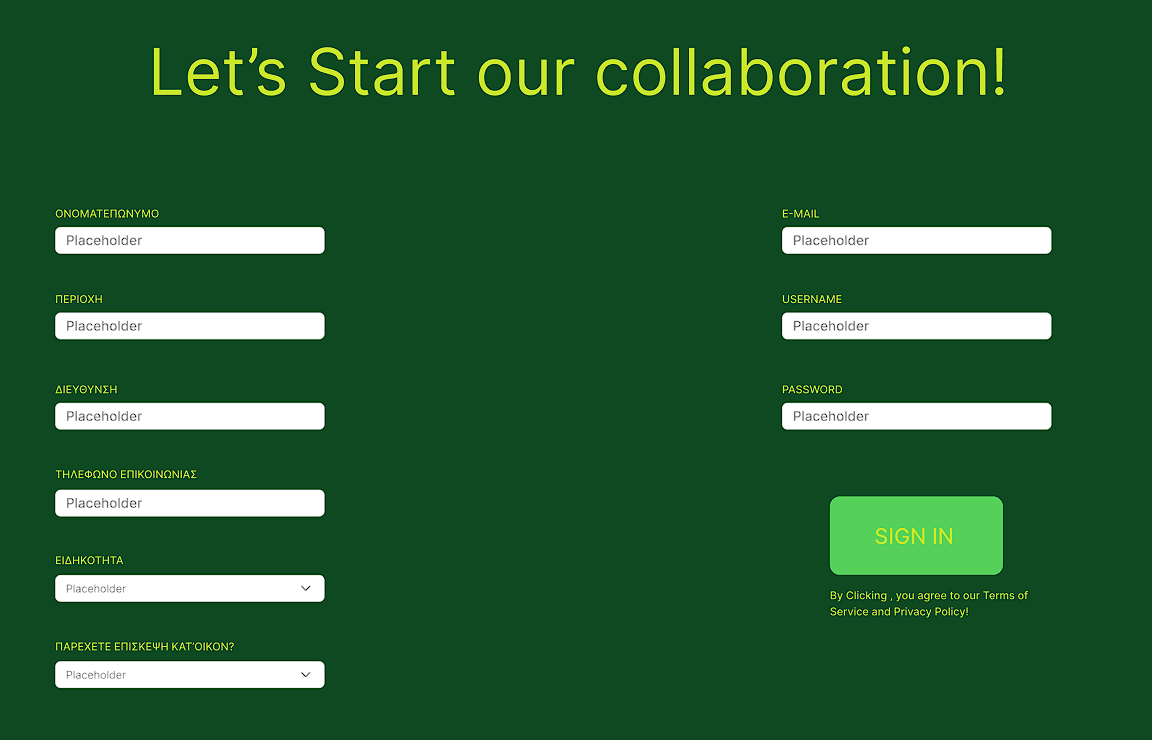 Let’s Start our collaboration!
ΟΝΟΜΑΤΕΠΩΝΥΜΟ
Placeholder
ΠΕΡΙΟΧΗ
Placeholder
ΔΙΕΥΘΥΝΣΗ
Placeholder
ΤΗΛΕΦΩΝΟ ΕΠΙΚΟΙΝΩΝΙΑΣ
Placeholder
ΕΙΔΗΚΟΤΗΤΑ
Placeholder
ΠΑΡΕΧΕΤΕ ΕΠΙΣΚΕΨΗ ΚΑΤ'ΟΙΚΟΝ?
Placeholder
E-MAIL
Placeholder
USERNAME
Placeholder
PASSWORD
Placeholder
SIGN IN
By Clicking , you agree to our Terms of
Service and Privacy Policy!